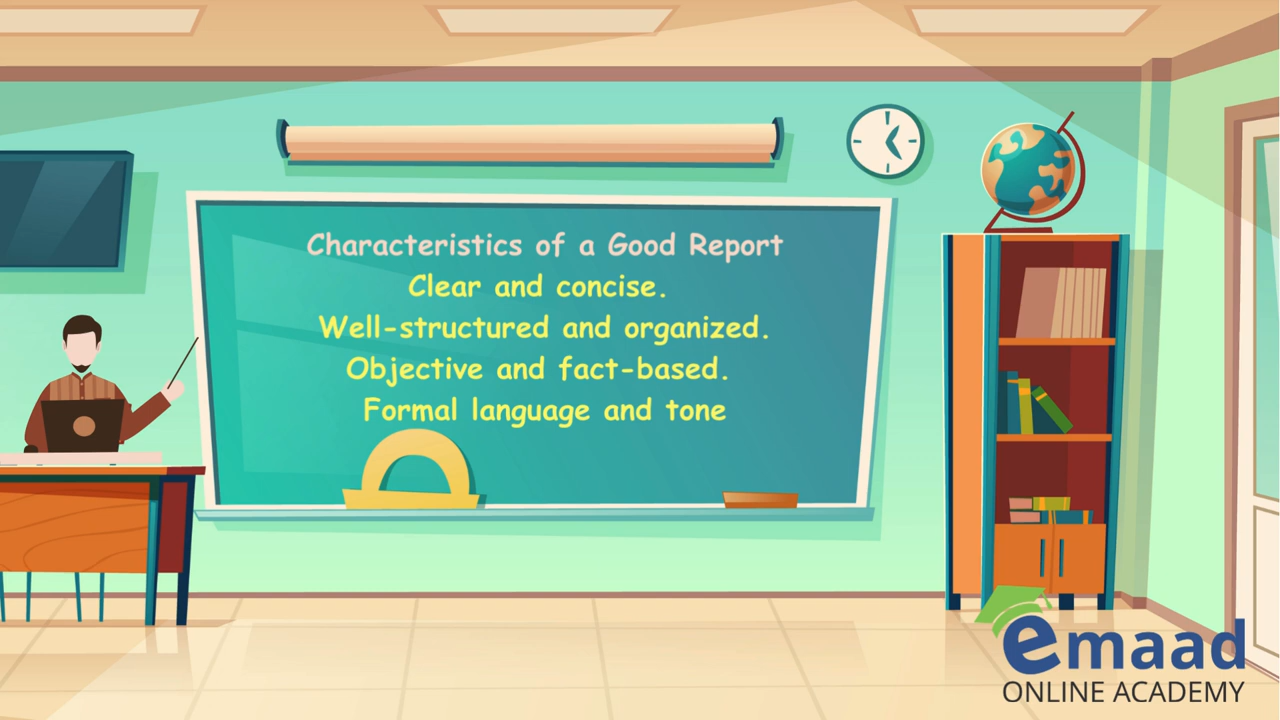 Characteristics of a Good Report
Clear and concise.
Well-structured and organized.
Objective and fact-based.
Formal language and tone
emaad
ONLINE ACADEMY